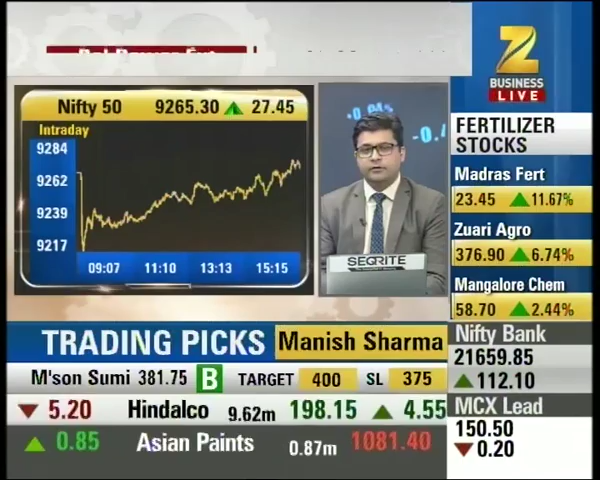 BUSINESS
LIVE
Nifty 50 9265.30 27.45
Intraday
9284
9262
9239
9217
09:07 11:10 13:13 15:15
SEQRITE
FERTILIZER
STOCKS
Madras Fert
23.45 11.67%
Zuari Agro
376.90 6.74%
Mangalore Chem
58.70 2.44%
TRADING PICKS Manish Sharma
M'son Sumi 381.75 B TARGET 400 SL 375
Nifty Bank
21659.85
112.10
MCX Lead
150.50
0.20
5.20 Hindalco 9.62m 198.15 4.55
0.85 Asian Paints 0.87m 1081.40